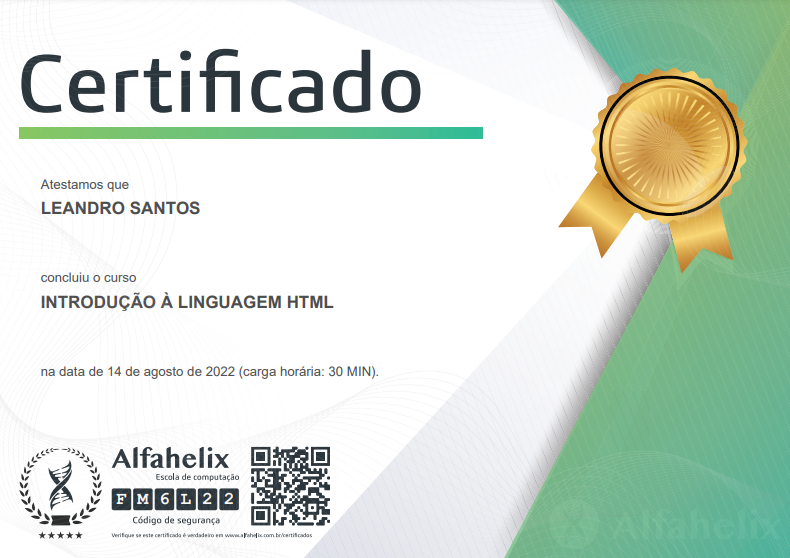 Certificado
Atestamos que
LEANDRO SANTOS
concluiu o curso
INTRODUÇÃO À LINGUAGEM HTML
na data de 14 de agosto de 2022 (carga horária: 30 MIN).
Alfahelix
Escola de computação
FM6L22
Código de segurança
Verifique se este certificado é verdadeiro em www.alfahelix.com.br/certificados
Alfahelix